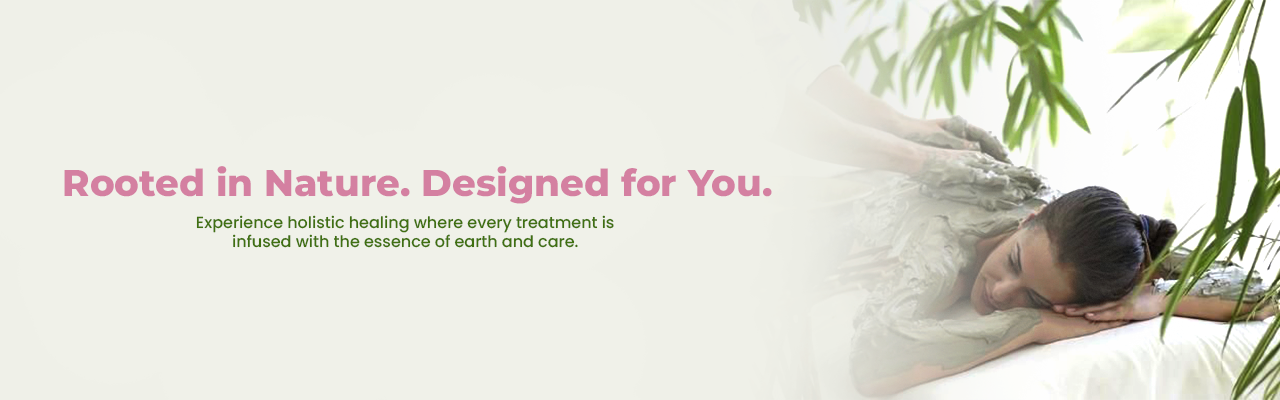 Rooted in Nature. Designed for You.
Experience holistic healing where every treatment is
infused with the essence of earth and care.